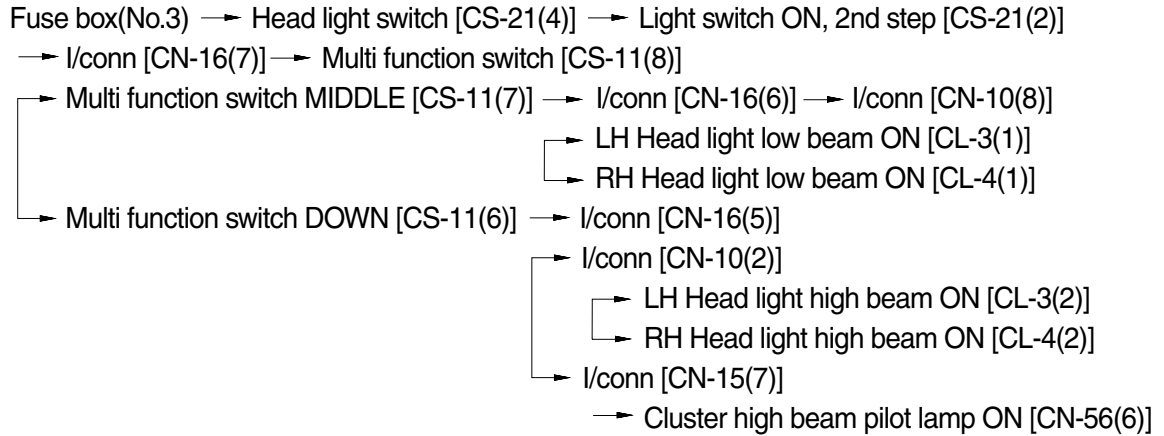 Fuse box(No.3) → Head light switch [CS-21(4)] → Light switch ON, 2nd step [CS-21(2)]
→ I/conn [CN-16(7)] → Multi function switch [CS-11(8)]
→ Multi function switch MIDDLE [CS-11(7)] → I/conn [CN-16(6)] → I/conn [CN-10(8)]
→ LH Head light low beam ON [CL-3(1)]
→ RH Head light low beam ON [CL-4(1)]
→ Multi function switch DOWN [CS-11(6)] → I/conn [CN-16(5)]
→ I/conn [CN-10(2)]
→ LH Head light high beam ON [CL-3(2)]
→ RH Head light high beam ON [CL-4(2)]
→ I/conn [CN-15(7)]
→ Cluster high beam pilot lamp ON [CN-56(6)]